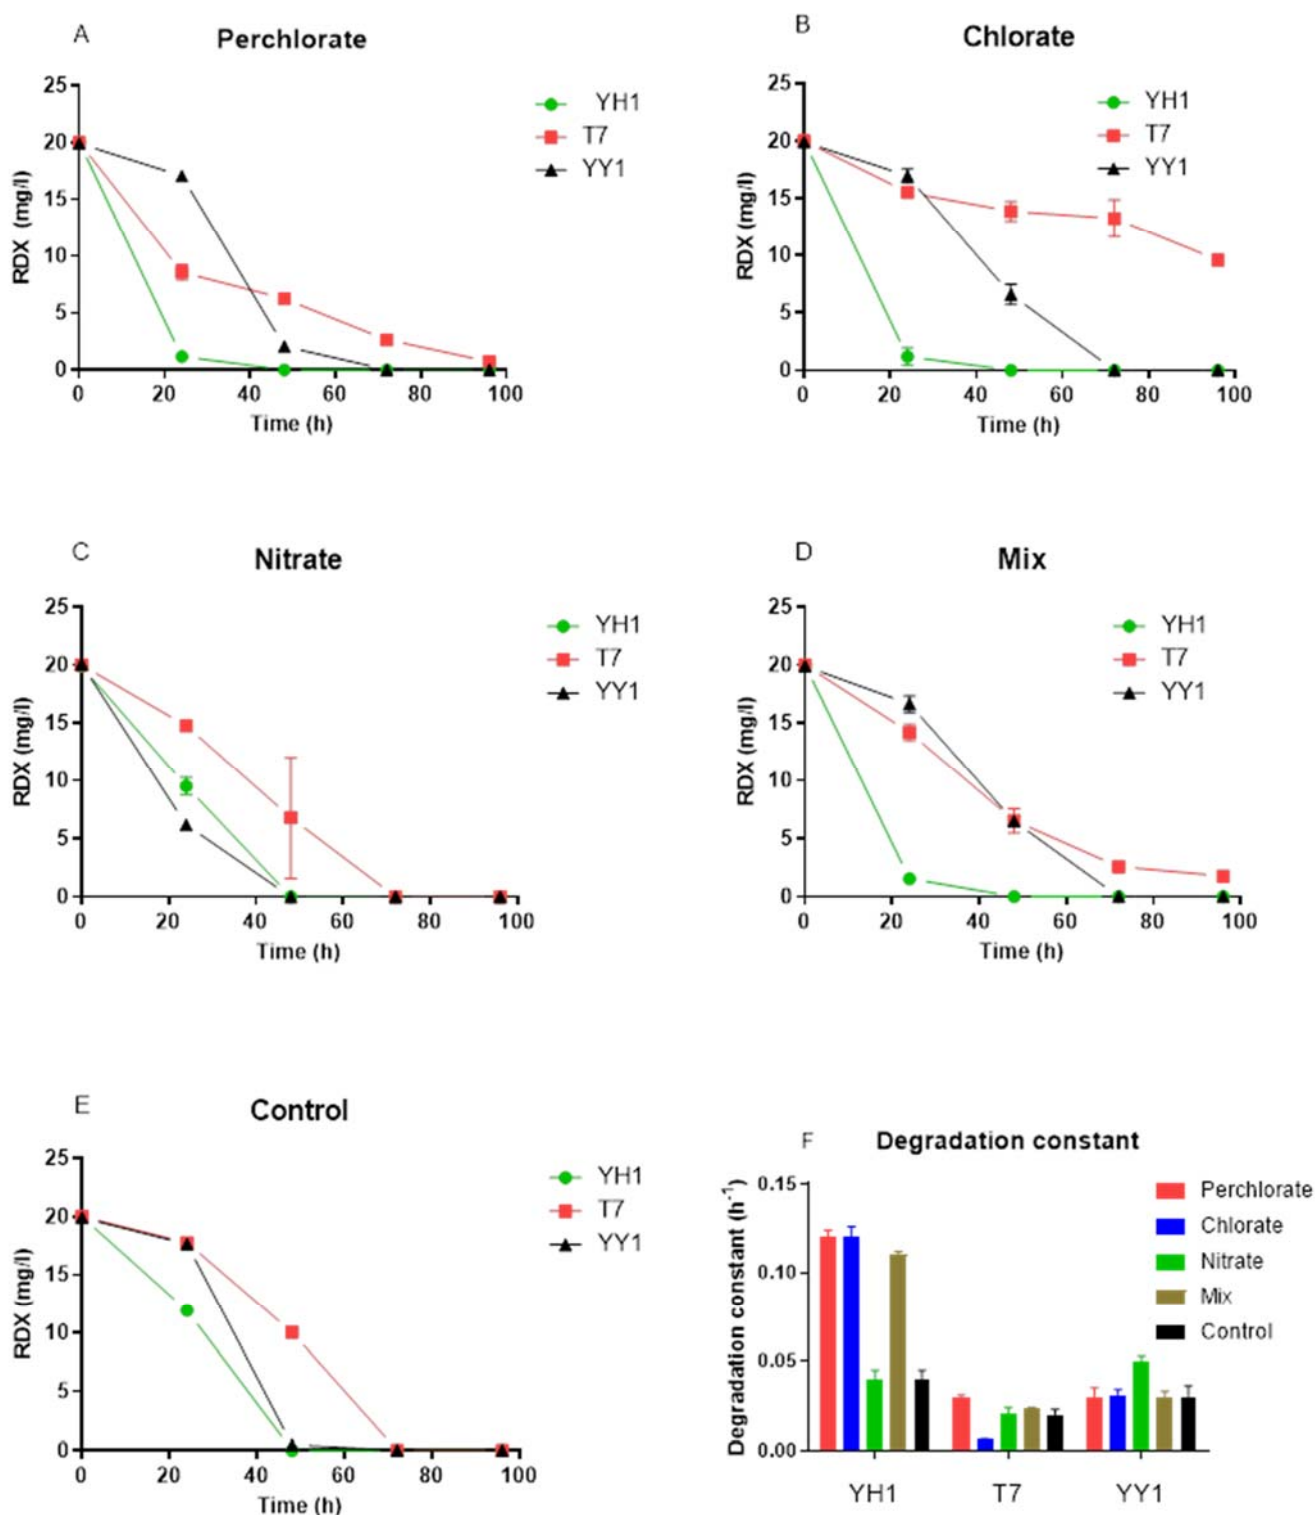 A
Perchlorate
25
20
15
10
5
0
RDX (mg/l)
0 20 40 60 80 100
Time (h)
YH1
T7
YY1
B
Chlorate
25
20
15
10
5
0
RDX (mg/l)
0 20 40 60 80 100
Time (h)
YH1
T7
YY1
C
Nitrate
25
20
15
10
5
0
RDX (mg/l)
0 20 40 60 80 100
Time (h)
YH1
T7
YY1
D
Mix
25
20
15
10
5
0
RDX (mg/l)
0 20 40 60 80 100
Time (h)
YH1
T7
YY1
E
Control
25
20
15
10
5
0
RDX (mg/l)
0 20 40 60 80 100
Time (h)
YH1
T7
YY1
F
Degradation constant
0.15
0.10
0.05
0.00
Degradation constant (h⁻¹)
YH1 T7 YY1
Perchlorate
Chlorate
Nitrate
Mix
Control